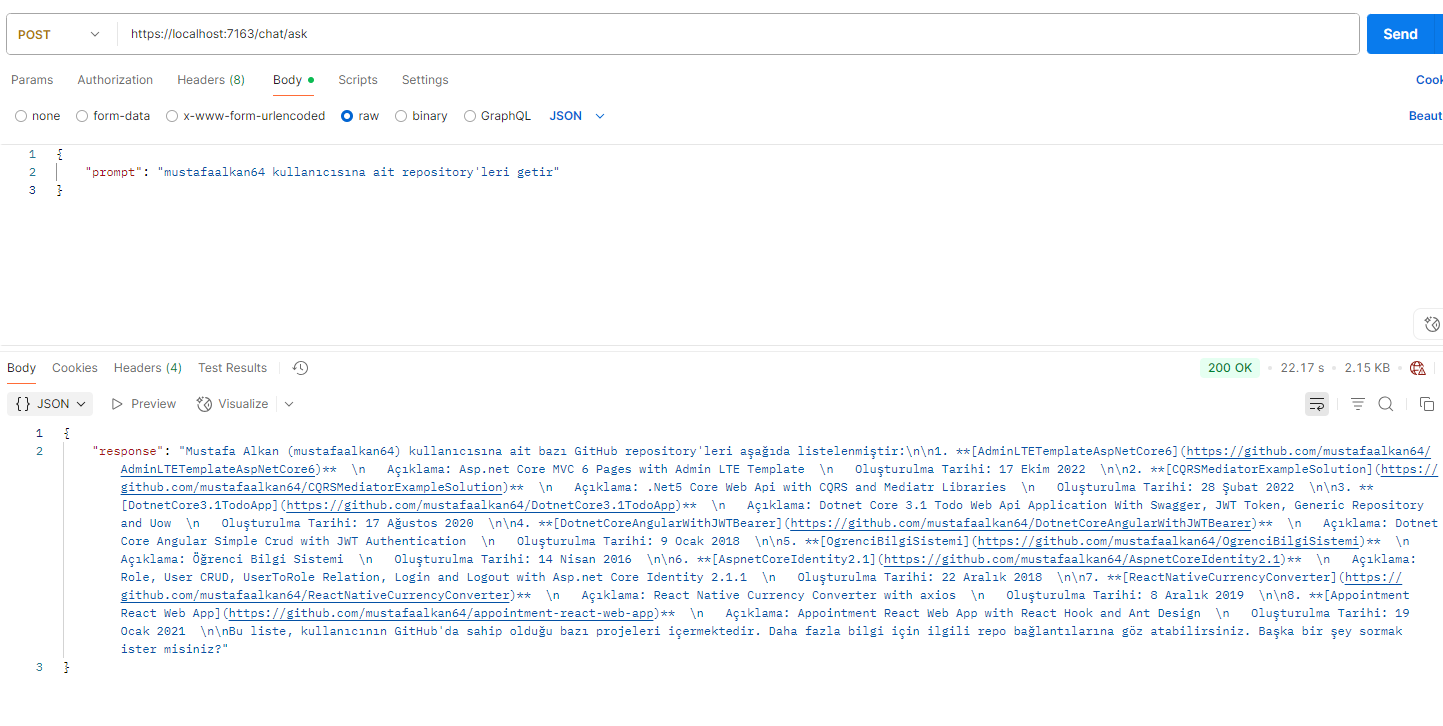 POST https://localhost:7163/chat/ask Send
Params Authorization Headers (8) Body Scripts Settings Cook
none form-data x-www-form-urlencoded raw binary GraphQL JSON Beaut
1 {
2 "prompt": "mustafaalkan64 kullanıcısına ait repository'leri getir"
3 }
Body Cookies Headers (4) Test Results 200 OK 22.17 s 2.15 KB
{} JSON Preview Visualize
1 {
2 "response": "Mustafa Alkan (mustafaalkan64) kullanıcısına ait bazı GitHub repository'leri aşağıda listelenmiştir:\n\n1. **[AdminLTETemplateAspNetCore6](https://github.com/mustafaalkan64/
AdminLTETemplateAspNetCore6)** \n Açıklama: Asp.net Core MVC 6 Pages with Admin LTE Template \n Oluşturulma Tarihi: 17 Ekim 2022 \n\n2. **[CQRSMediatorExampleSolution](https://
github.com/mustafaalkan64/CQRSMediatorExampleSolution)** \n Açıklama: .Net5 Core Web Api with CQRS and Mediatr Libraries \n Oluşturulma Tarihi: 28 Şubat 2022 \n\n3. **
[DotnetCore3.1TodoApp](https://github.com/mustafaalkan64/DotnetCore3.1TodoApp)** \n Açıklama: Dotnet Core 3.1 Todo Web Api Application With Swagger, JWT Token, Generic Repository
and Uow \n Oluşturulma Tarihi: 17 Ağustos 2020 \n\n4. **[DotnetCoreAngularWithJWTBearer](https://github.com/mustafaalkan64/DotnetCoreAngularWithJWTBearer)** \n Açıklama: Dotnet
Core Angular Simple Crud with JWT Authentication \n Oluşturulma Tarihi: 9 Ocak 2018 \n\n5. **[OgrenciBilgiSistemi](https://github.com/mustafaalkan64/OgrenciBilgiSistemi)** \n
Açıklama: Öğrenci Bilgi Sistemi \n Oluşturulma Tarihi: 14 Nisan 2016 \n\n6. **[AspnetCoreIdentity2.1](https://github.com/mustafaalkan64/AspnetCoreIdentity2.1)** \n Açıklama:
Role, User CRUD, UserToRole Relation, Login and Logout with Asp.net Core Identity 2.1.1 \n Oluşturulma Tarihi: 22 Aralık 2018 \n\n7. **[ReactNativeCurrencyConverter](https://
github.com/mustafaalkan64/ReactNativeCurrencyConverter)** \n Açıklama: React Native Currency Converter with axios \n Oluşturulma Tarihi: 8 Aralık 2019 \n\n8. **[Appointment
React Web App](https://github.com/mustafaalkan64/appointment-react-web-app)** \n Açıklama: Appointment React Web App with React Hook and Ant Design \n Oluşturulma Tarihi: 19
Ocak 2021 \n\nBu liste, kullanıcının GitHub'da sahip olduğu bazı projeleri içermektedir. Daha fazla bilgi için ilgili repo bağlantılarına göz atabilirsiniz. Başka bir şey sormak
ister misiniz?"
3 }